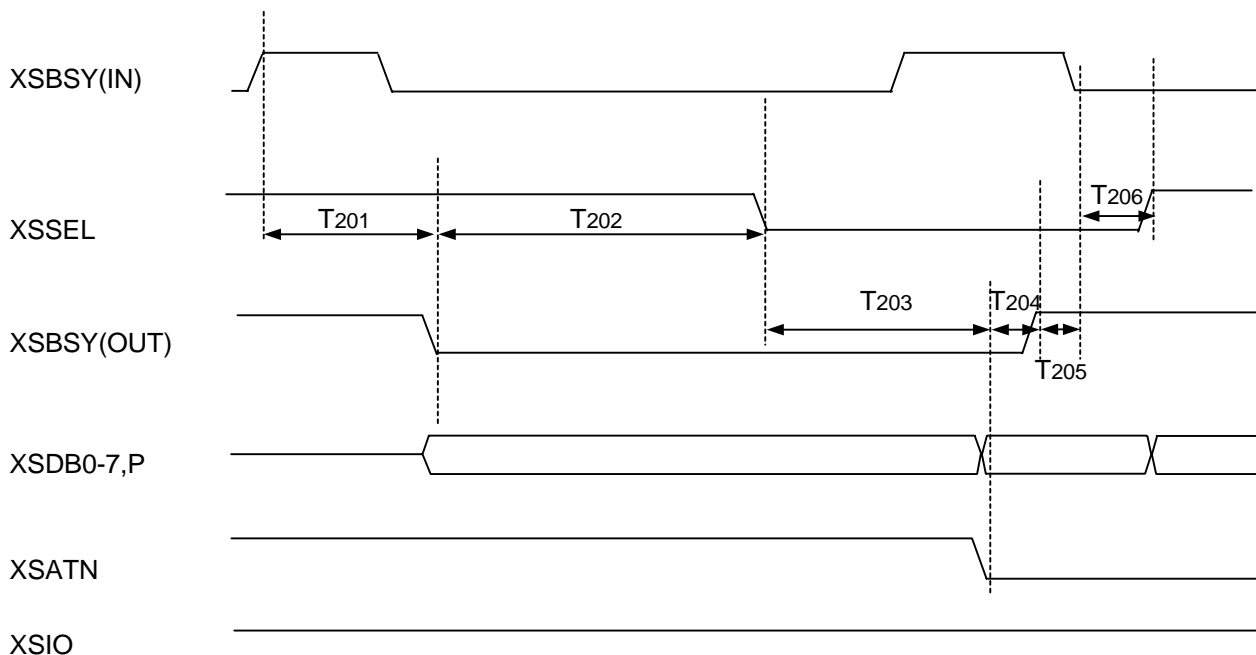 XSBSY(IN)
T206
XSSEL
T201
T202
T203
T204
XSBSY(OUT)
T205
XSDB0-7,P
XSATN
XSIO